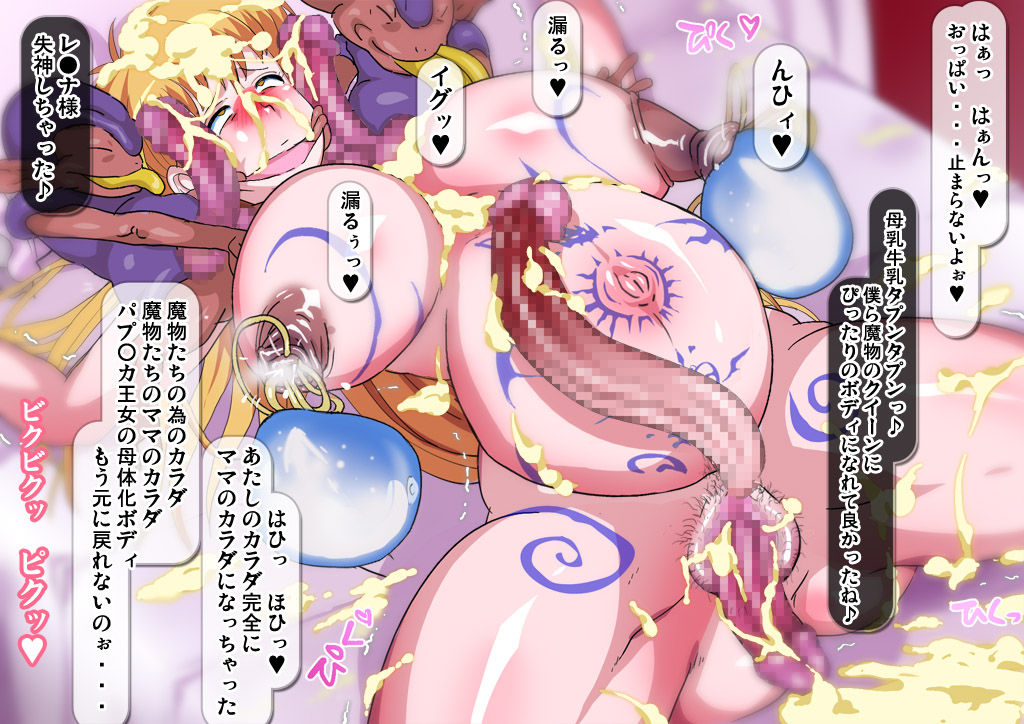 はぁっ　はぁんっ♥
おっぱい・・・止まらないよぉ♥
母乳牛乳タプンタプンっ♪
僕ら魔物のクイーンに
ぴったりのボディになれて良かったね♪
んひィ♥
漏るっ♥
イグッ♥
漏るぅっ♥
レ●ナ様
失神しちゃった♪
はひっ　ほひっ♥
あたしのカラダ完全に
ママのカラダになっちゃった
魔物たちの為のカラダ
魔物たちのママのカラダ
パプ〇カ王女の母体化ボディ
もう元に戻れないのぉ・・・
ぴく♡
ビクビクッ　ピクッ♥
ぴく♡
ひくっ